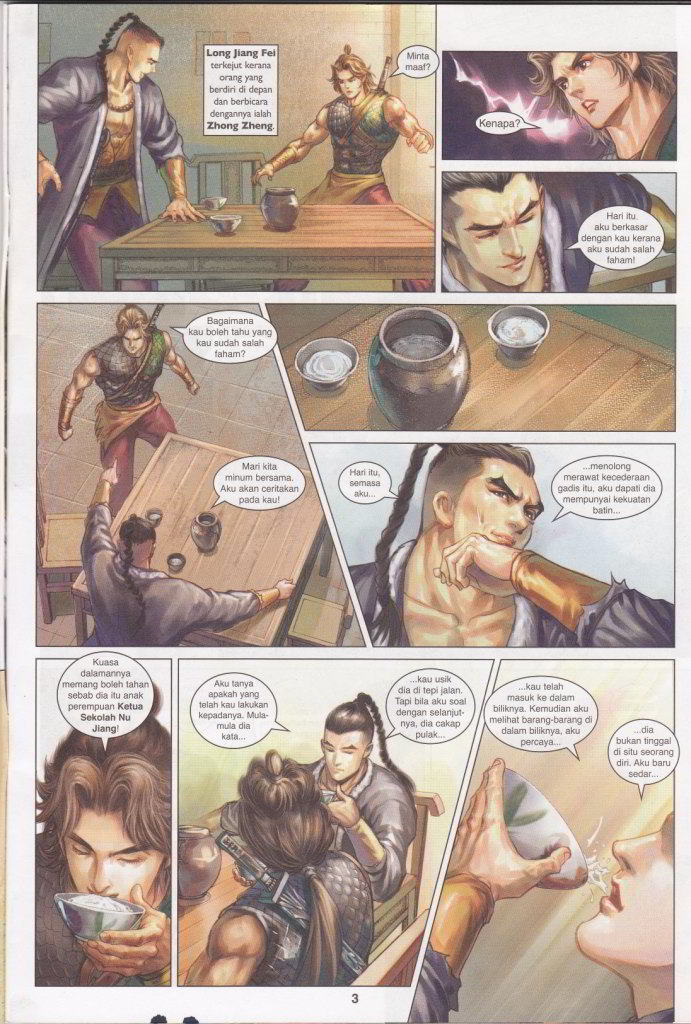 Long Jiang Fei
terkejut kerana
orang yang
berdiri di depan
dan berbicara
dengannya ialah
Zhong Zheng.
Minta
maaf?
Kenapa?
Hari itu,
aku berkasar
dengan kau kerana
aku sudah salah
faham!
Bagaimana
kau boleh tahu yang
kau sudah salah
faham?
Mari kita
minum bersama.
Aku akan ceritakan
pada kau!
Hari itu,
semasa
aku...
...menolong
merawat kecederaan
gadis itu, aku dapati dia
mempunyai kekuatan
batin...
Kuasa
dalamannya
memang boleh tahan
sebab dia itu anak
perempuan Ketua
Sekolah Nu
Jiang!
Aku tanya
apakah yang
telah kau lakukan
kepadanya. Mula-
mula dia
kata...
...kau usik
dia di tepi jalan.
Tapi bila aku soal
dengan selanjut-
nya, dia cakap
pulak...
...kau telah
masuk ke dalam
biliknya. Kemudian aku
melihat barang-barang di
dalam biliknya, aku
percaya...
...dia
bukan tinggal
di situ seorang
diri. Aku baru
sedar...
3